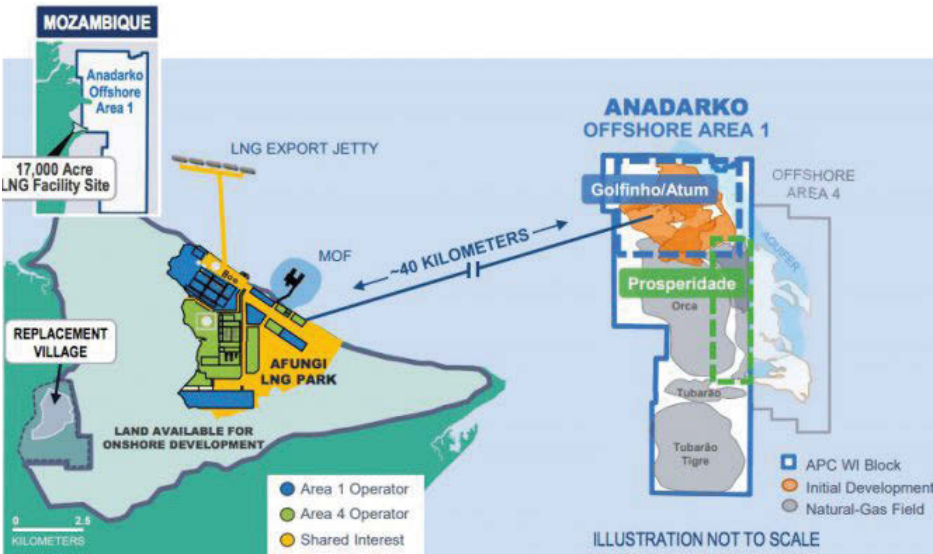 MOZAMBIQUE
Anadarko
Offshore
Area 1
17,000 Acre
LNG Facility Site
LNG EXPORT JETTY
MOF
~40 KILOMETERS
ANADARKO
OFFSHORE AREA 1
Golfinho/Atum
OFFSHORE
AREA 4
AQUIFER
Prosperidade
Orca
Tubarão
Tubarão
Tigre
REPLACEMENT
VILLAGE
AFUNGI
LNG PARK
LAND AVAILABLE FOR
ONSHORE DEVELOPMENT
Area 1 Operator
Area 4 Operator
Shared Interest
0 2.5
KILOMETERS
APC WI Block
Initial Development
Natural-Gas Field
ILLUSTRATION NOT TO SCALE